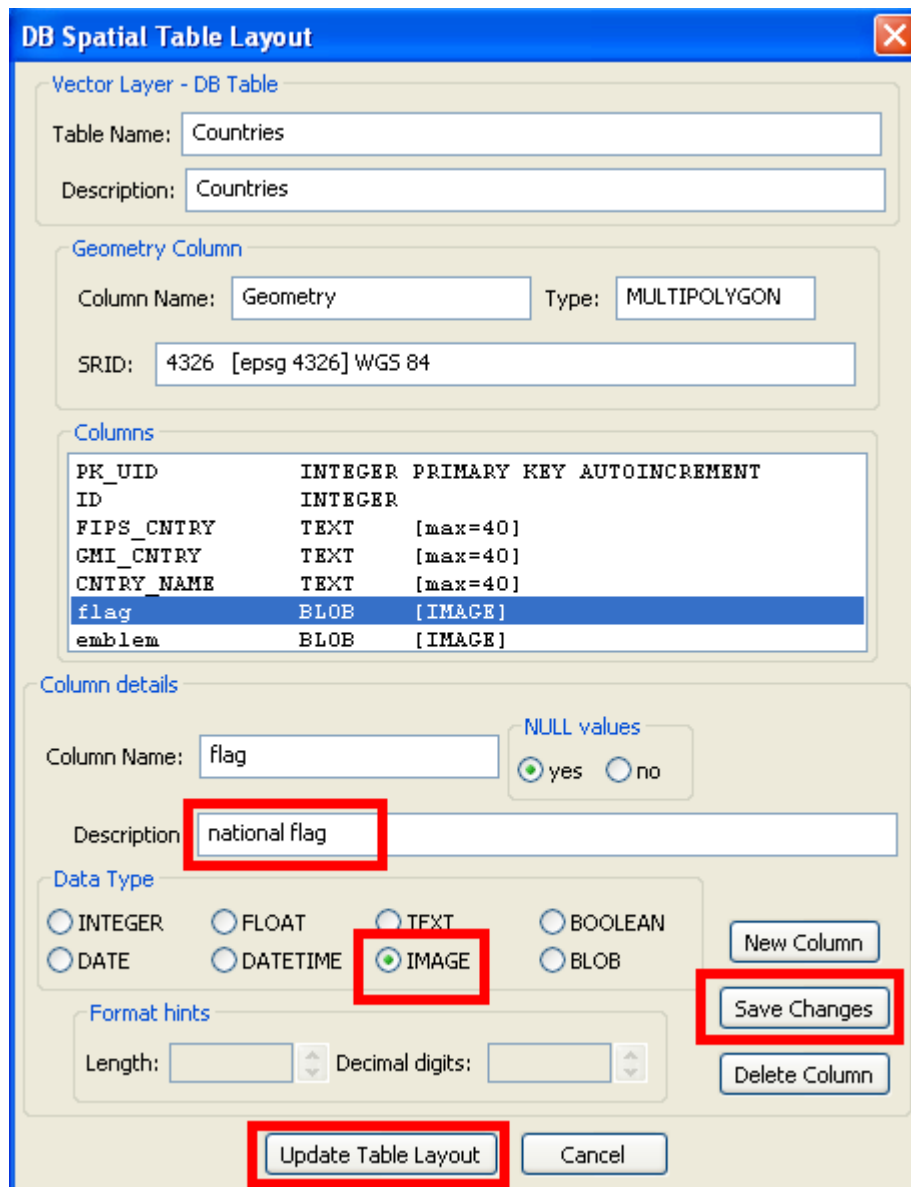 DB Spatial Table Layout
Vector Layer - DB Table
Table Name: Countries
Description: Countries
Geometry Column
Column Name: Geometry Type: MULTIPOLYGON
SRID: 4326 [epsg 4326] WGS 84
Columns
PK_UID INTEGER PRIMARY KEY AUTOINCREMENT
ID INTEGER
FIPS_CNTRY TEXT [max=40]
GMI_CNTRY TEXT [max=40]
CNTRY_NAME TEXT [max=40]
flag BLOB [IMAGE]
emblem BLOB [IMAGE]
Column details
NULL values
Column Name: flag yes no
Description national flag
Data Type
INTEGER FLOAT TEXT BOOLEAN
DATE DATETIME IMAGE BLOB
New Column
Format hints
Save Changes
Length: Decimal digits:
Delete Column
Update Table Layout Cancel